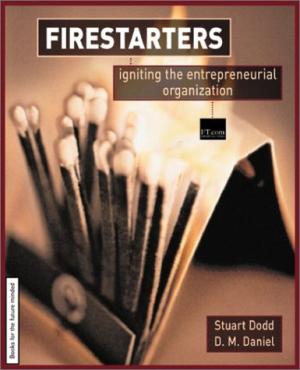 FIRESTARTERS
igniting the entrepreneurial
organization
FT.com
Stuart Dodd
D. M. Daniel
Books for the future minded